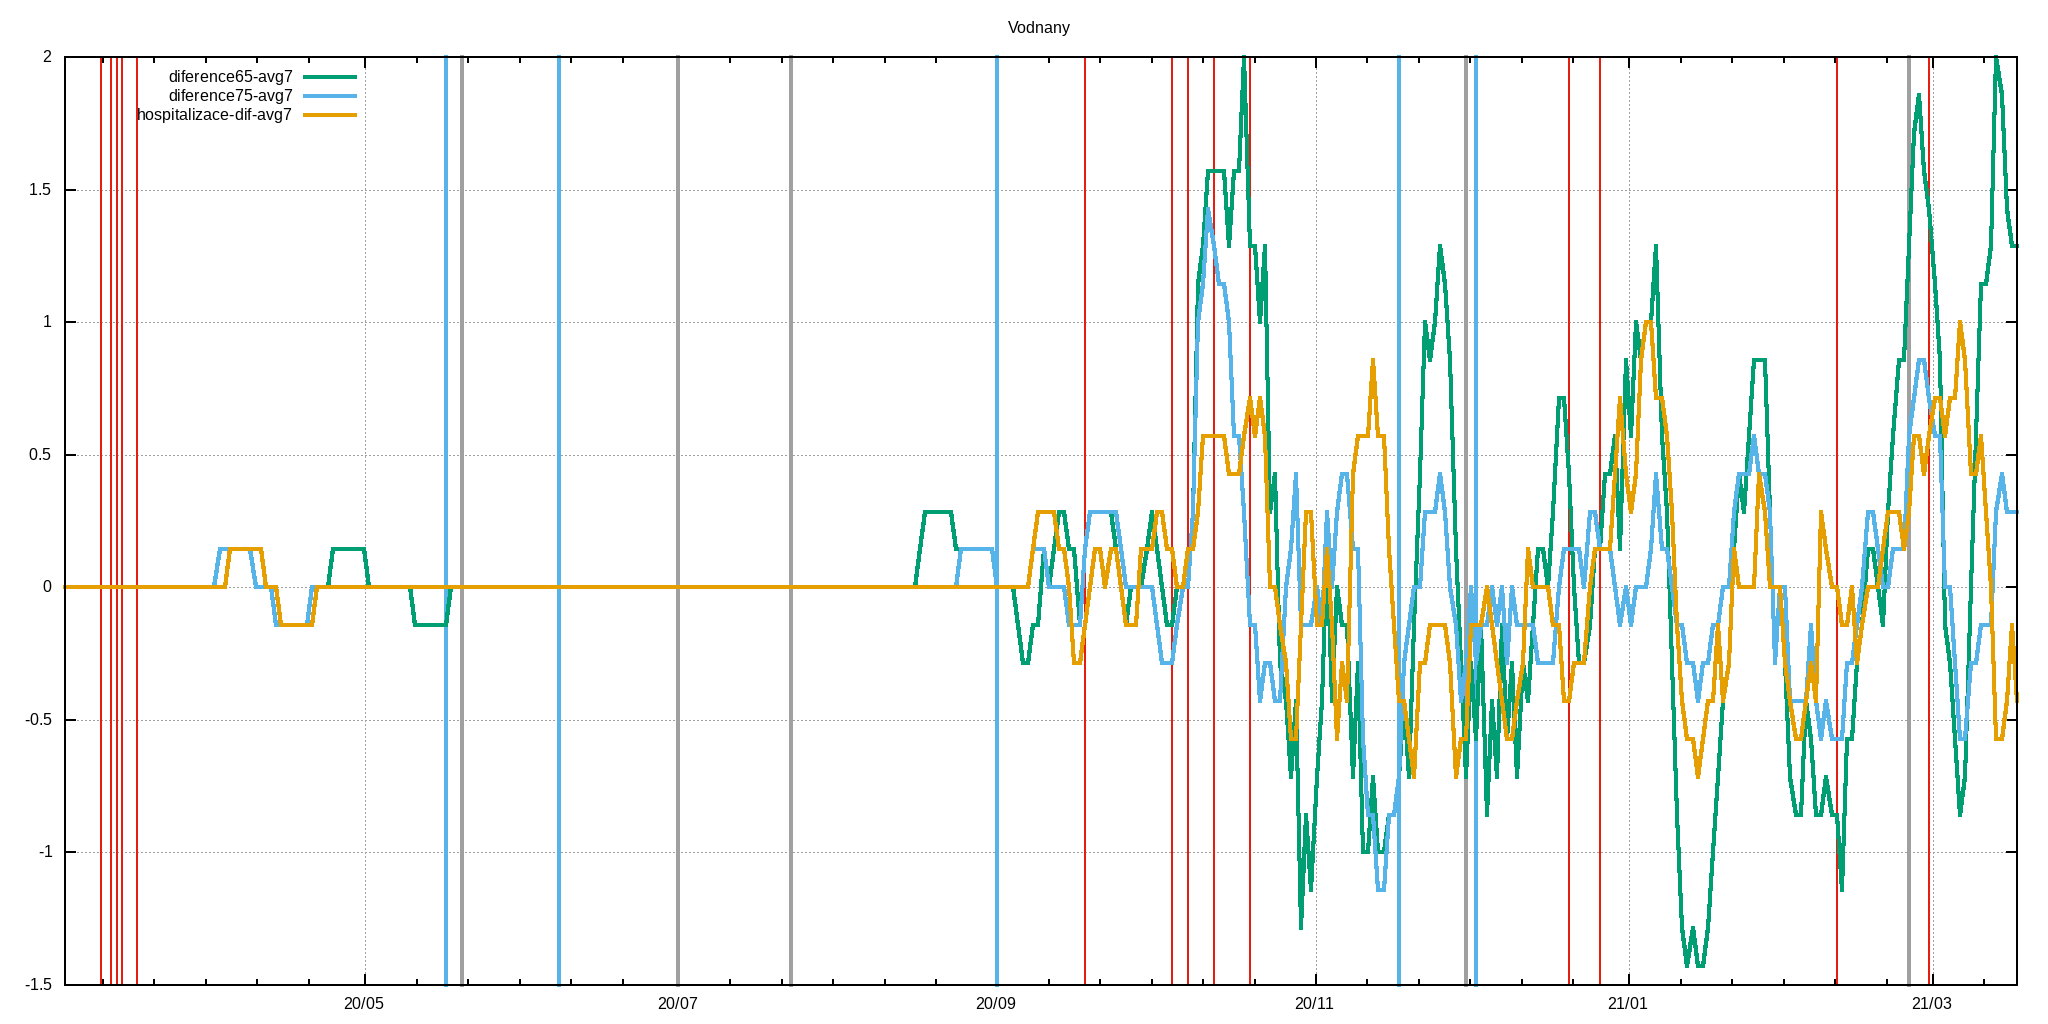 Vodnany
2
diference65-avg7
diference75-avg7
hospitalizace-dif-avg7
1.5
1
0.5
0
-0.5
-1
-1.5
20/05 20/07 20/09 20/11 21/01 21/03